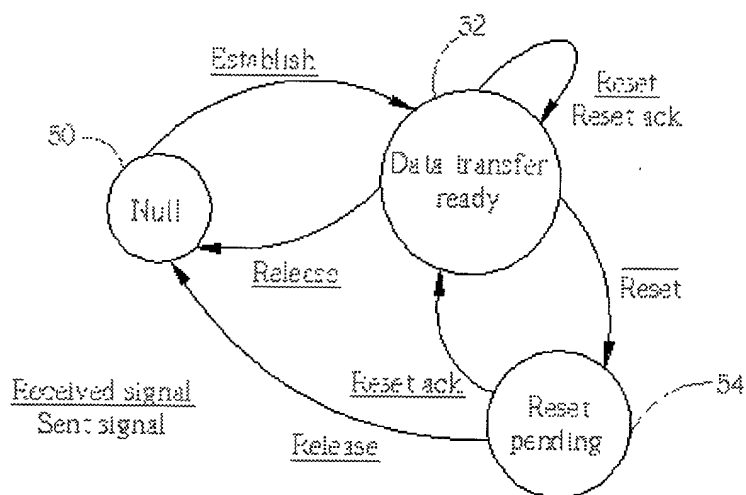 52
Establish
Reset
Reset ack
50
Null
Data transfer
ready
Release
Reset
Received signal
Sent signal
Reset ack
Release
Reset
pending
54